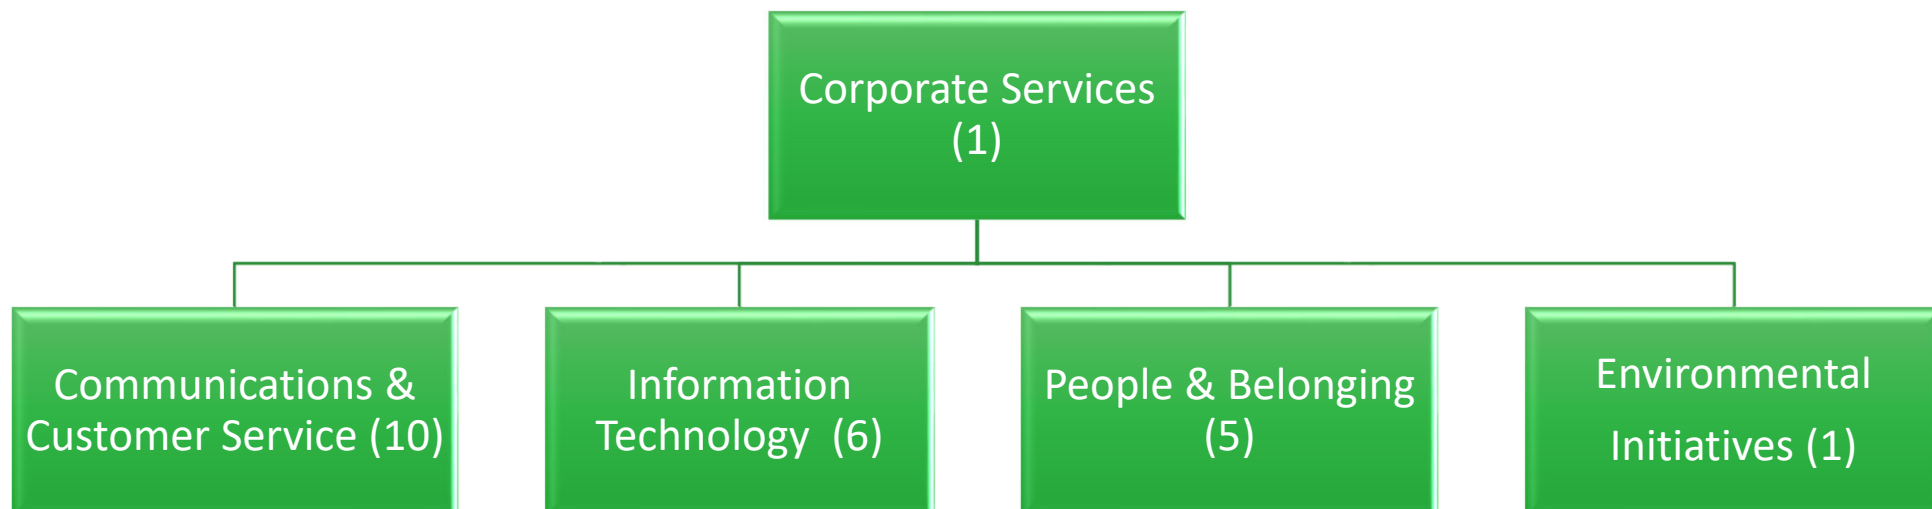 Corporate Services
(1)
Communications &
Customer Service (10)
Information
Technology (6)
People & Belonging
(5)
Environmental
Initiatives (1)